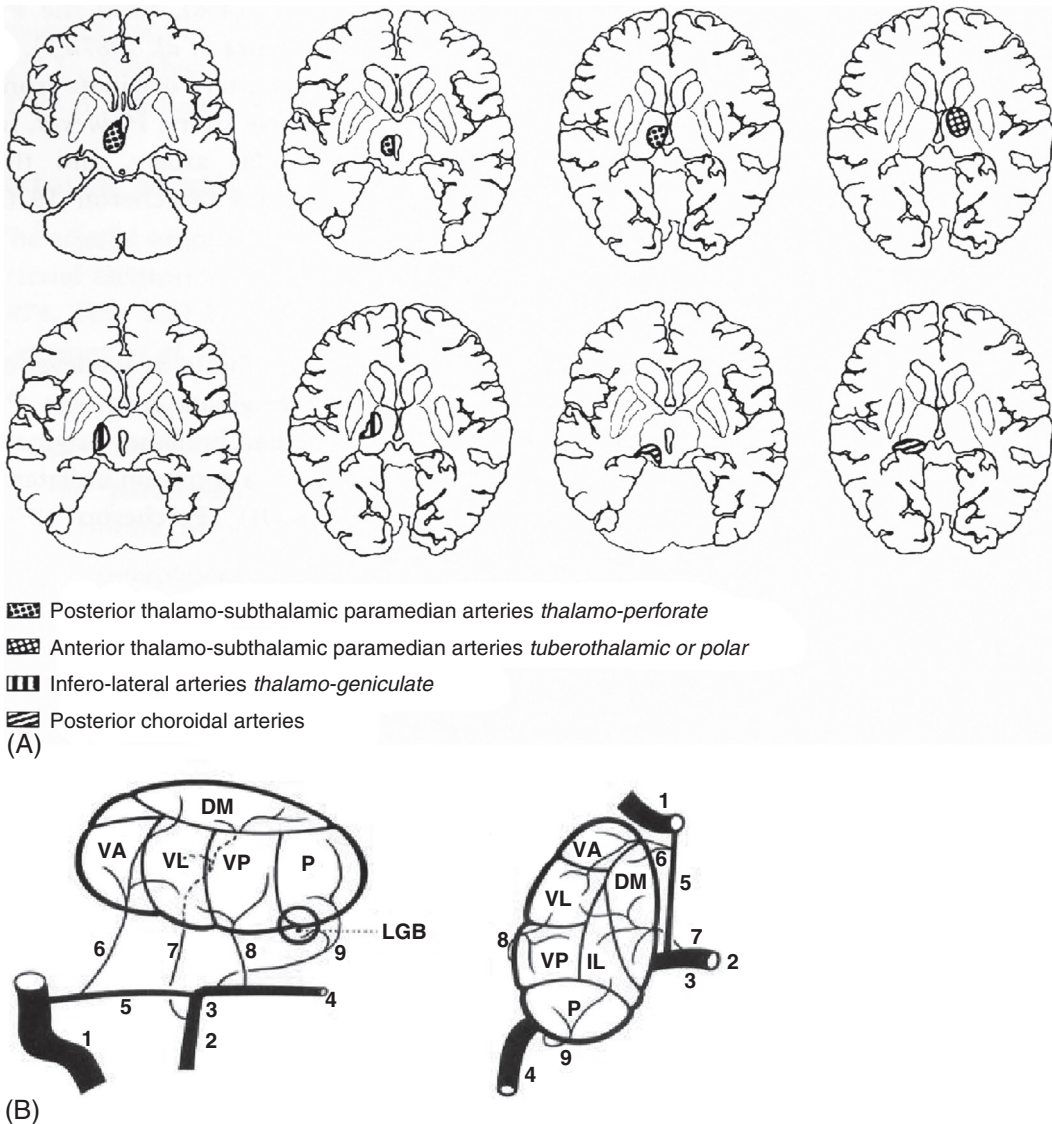 Posterior thalamo-subthalamic paramedian arteries thalamo-perforate
Anterior thalamo-subthalamic paramedian arteries tuberothalamic or polar
Infero-lateral arteries thalamo-geniculate
Posterior choroidal arteries
(A)
DM
VA
VL
VP
P
LGB
6
7
8
9
5
3
4
1
2
1
VA
6
DM
5
VL
8
7
VP
IL
2
3
P
9
4
(B)